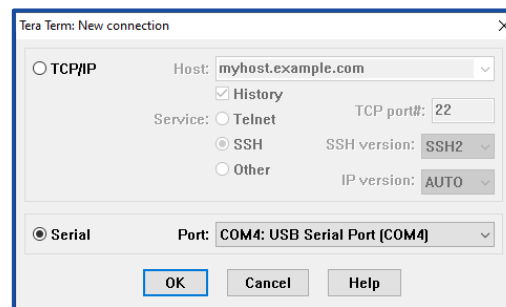 Tera Term: New connection
TCP/IP Host: myhost.example.com
History
Service: Telnet TCP port#: 22
SSH SSH version: SSH2
Other IP version: AUTO
Serial Port: COM4: USB Serial Port (COM4)
OK Cancel Help